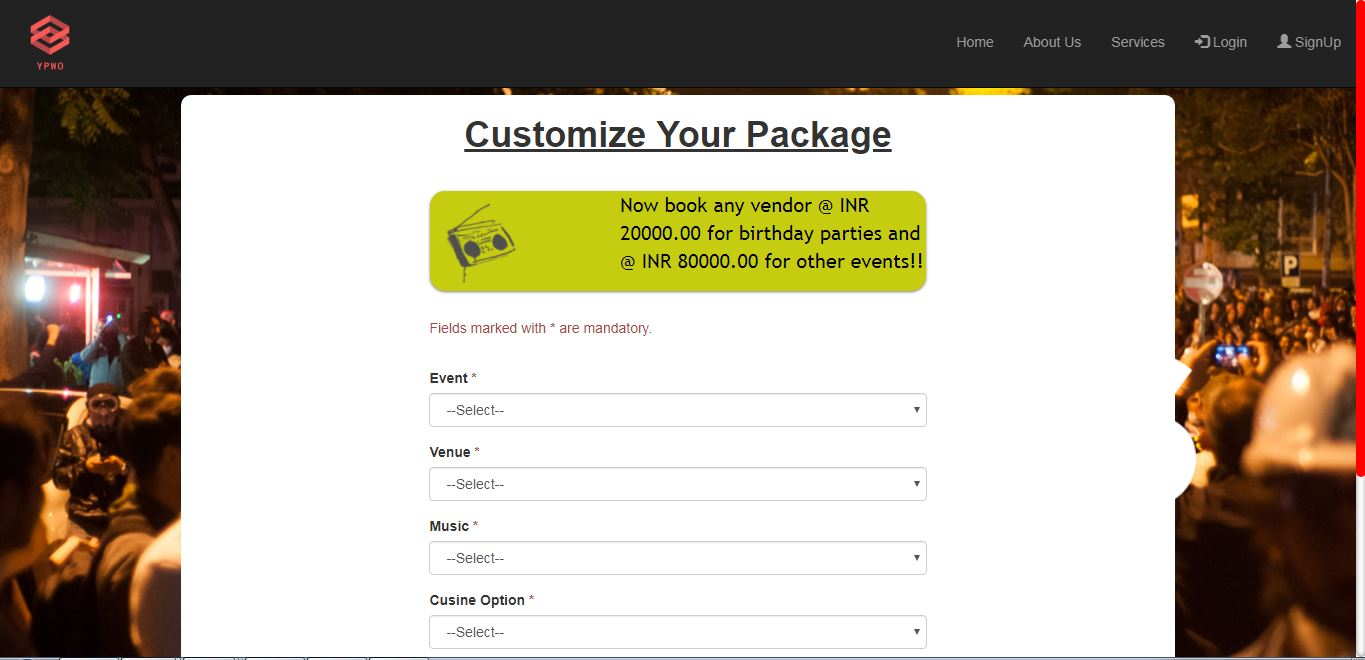 YPWO
Home About Us Services Login SignUp
Customize Your Package
Now book any vendor @ INR
20000.00 for birthday parties and
@ INR 80000.00 for other events!!
Fields marked with * are mandatory.
Event *
--Select--
Venue *
--Select--
Music *
--Select--
Cusine Option *
--Select--
P